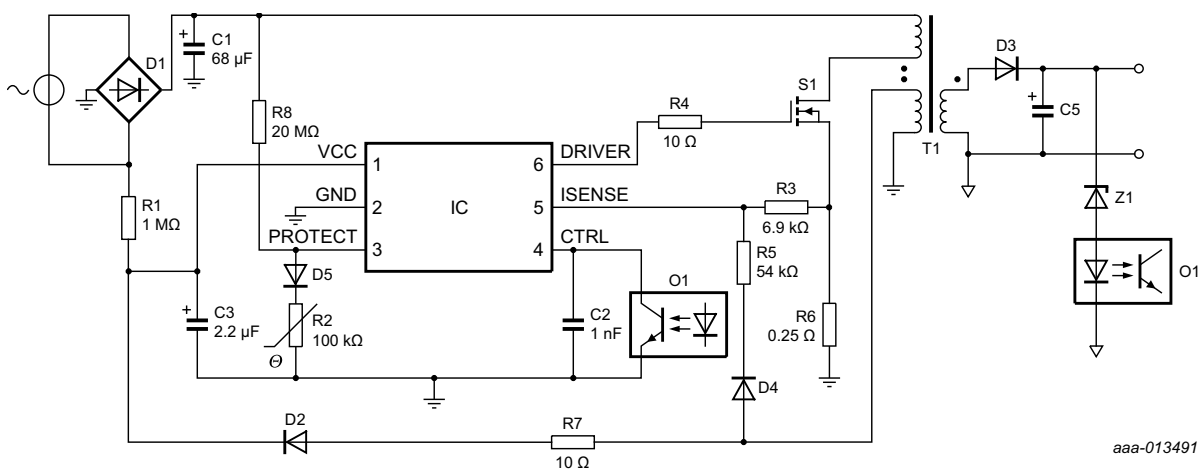 D1
C1
68 µF
R8
20 MΩ
S1
D3
C5
T1
R4
10 Ω
VCC
1
6
DRIVER
GND
2
IC
5
ISENSE
PROTECT
3
4
CTRL
R3
6.9 kΩ
Z1
R1
1 MΩ
R5
54 kΩ
D5
O1
O1
C3
2.2 µF
R2
100 kΩ
Θ
C2
1 nF
R6
0.25 Ω
D4
D2
R7
10 Ω
aaa-013491